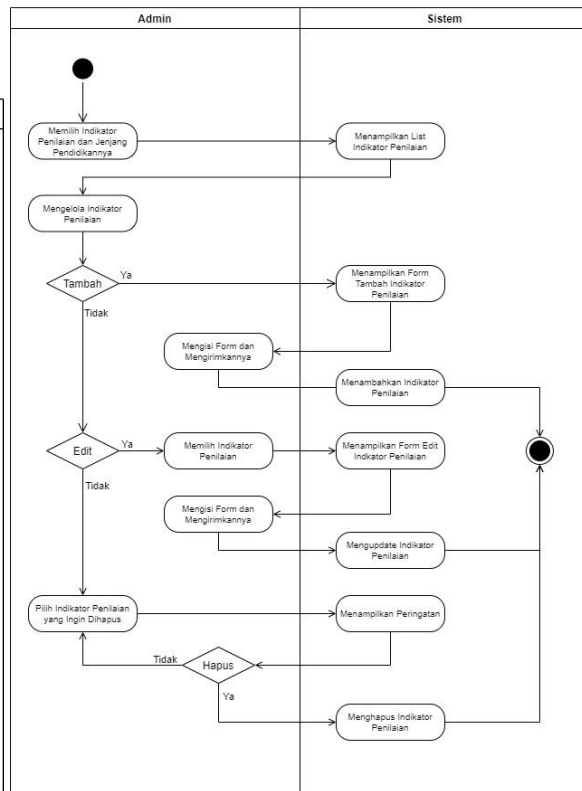 Admin
Sistem
Memilih Indikator
Penilaian dan Jenjang
Pendidikannya
Menampilkan List
Indikator Penilaian
Mengelola Indikator
Penilaian
Tambah
Ya
Tidak
Menampilkan Form
Tambah Indikator
Penilaian
Mengisi Form dan
Mengirimkannya
Menambahkan Indikator
Penilaian
Edit
Ya
Tidak
Memilih Indikator
Penilaian
Menampilkan Form Edit
Indkator Penilaian
Mengisi Form dan
Mengirimkannya
Mengupdate Indikator
Penilaian
Pilih Indikator Penilaian
yang Ingin Dihapus
Menampilkan Peringatan
Tidak
Hapus
Ya
Menghapus Indikator
Penilaian